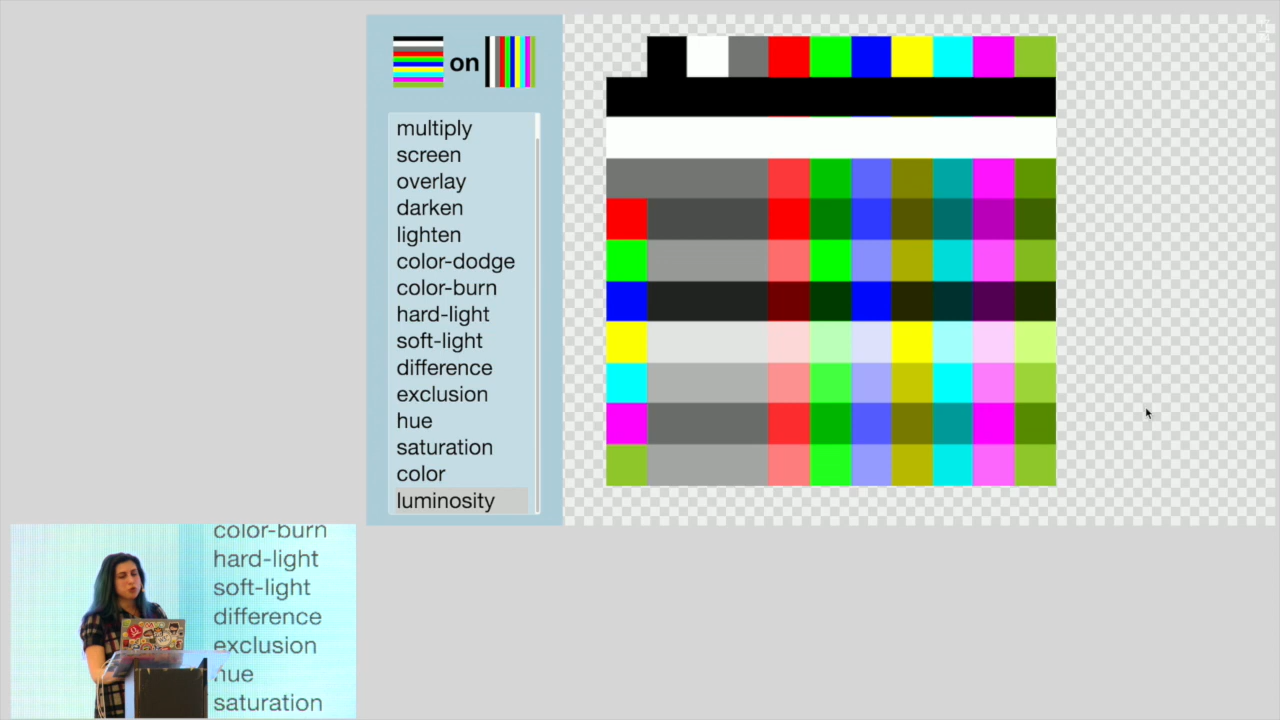 on
multiply
screen
overlay
darken
lighten
color-dodge
color-burn
hard-light
soft-light
difference
exclusion
hue
saturation
color
luminosity
color-burn
hard-light
soft-light
difference
exclusion
hue
saturation